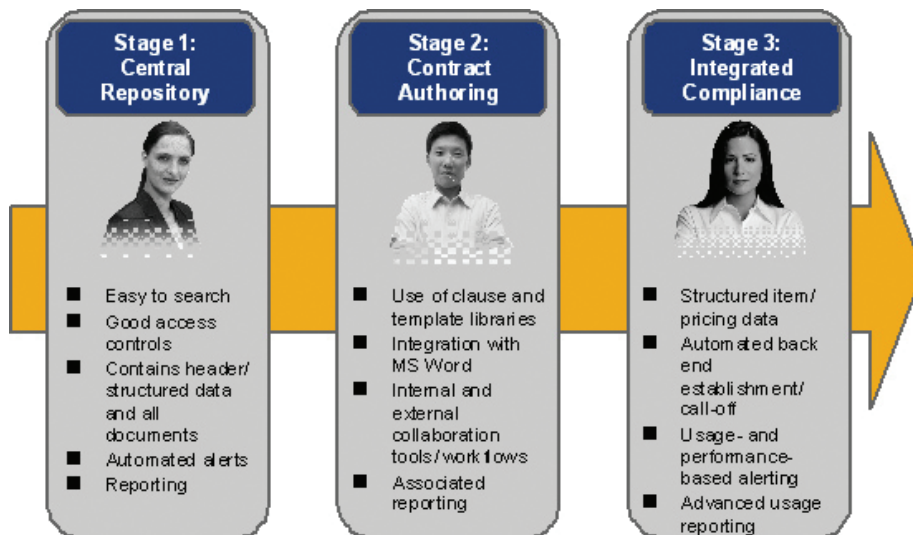 Stage 1:
Central
Repository
■ Easy to search
■ Good access
controls
■ Contains header/
structured data
and all
documents
■ Automated alerts
■ Reporting
Stage 2:
Contract
Authoring
■ Use of clause and
template libraries
■ Integration with
MS Word
■ Internal and
external
collaboration
tools/workflows
■ Associated
reporting
Stage 3:
Integrated
Compliance
■ Structured item/
pricing data
■ Automated back
end
establishment/
call-off
■ Usage- and
performance-
based alerting
■ Advanced usage
reporting